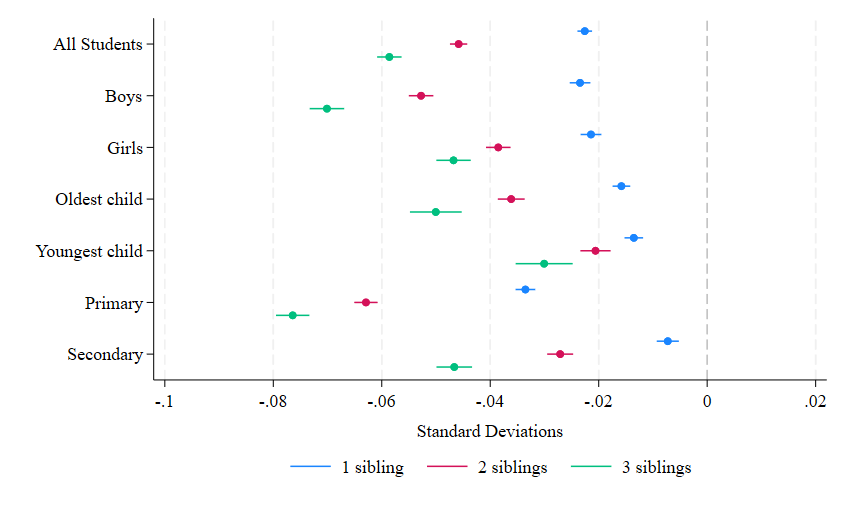 All Students
Boys
Girls
Oldest child
Youngest child
Primary
Secondary
-.1 -.08 -.06 -.04 -.02 0 .02
Standard Deviations
1 sibling 2 siblings 3 siblings